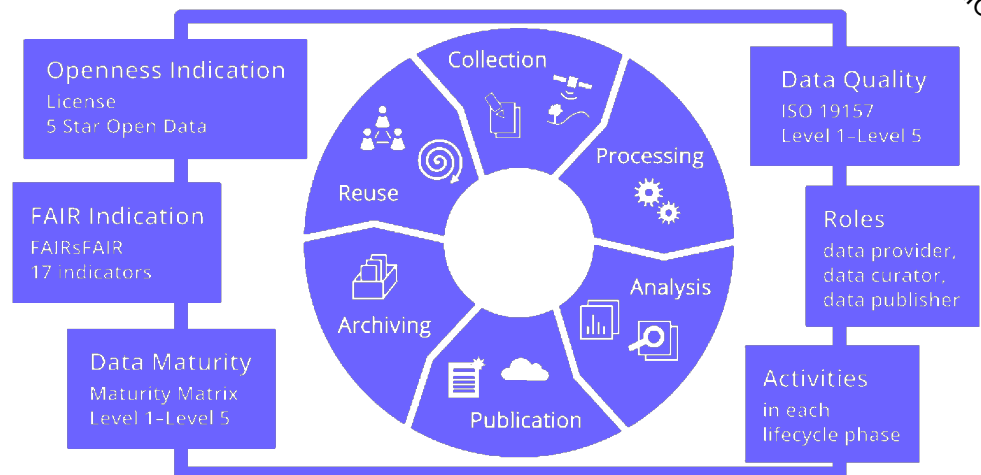 Openness Indication
License
5 Star Open Data
FAIR Indication
FAIRsFAIR
17 indicators
Data Maturity
Maturity Matrix
Level 1–Level 5
Collection
Processing
Analysis
Publication
Archiving
Reuse
Data Quality
ISO 19157
Level 1–Level 5
Roles
data provider,
data curator,
data publisher
Activities
in each
lifecycle phase